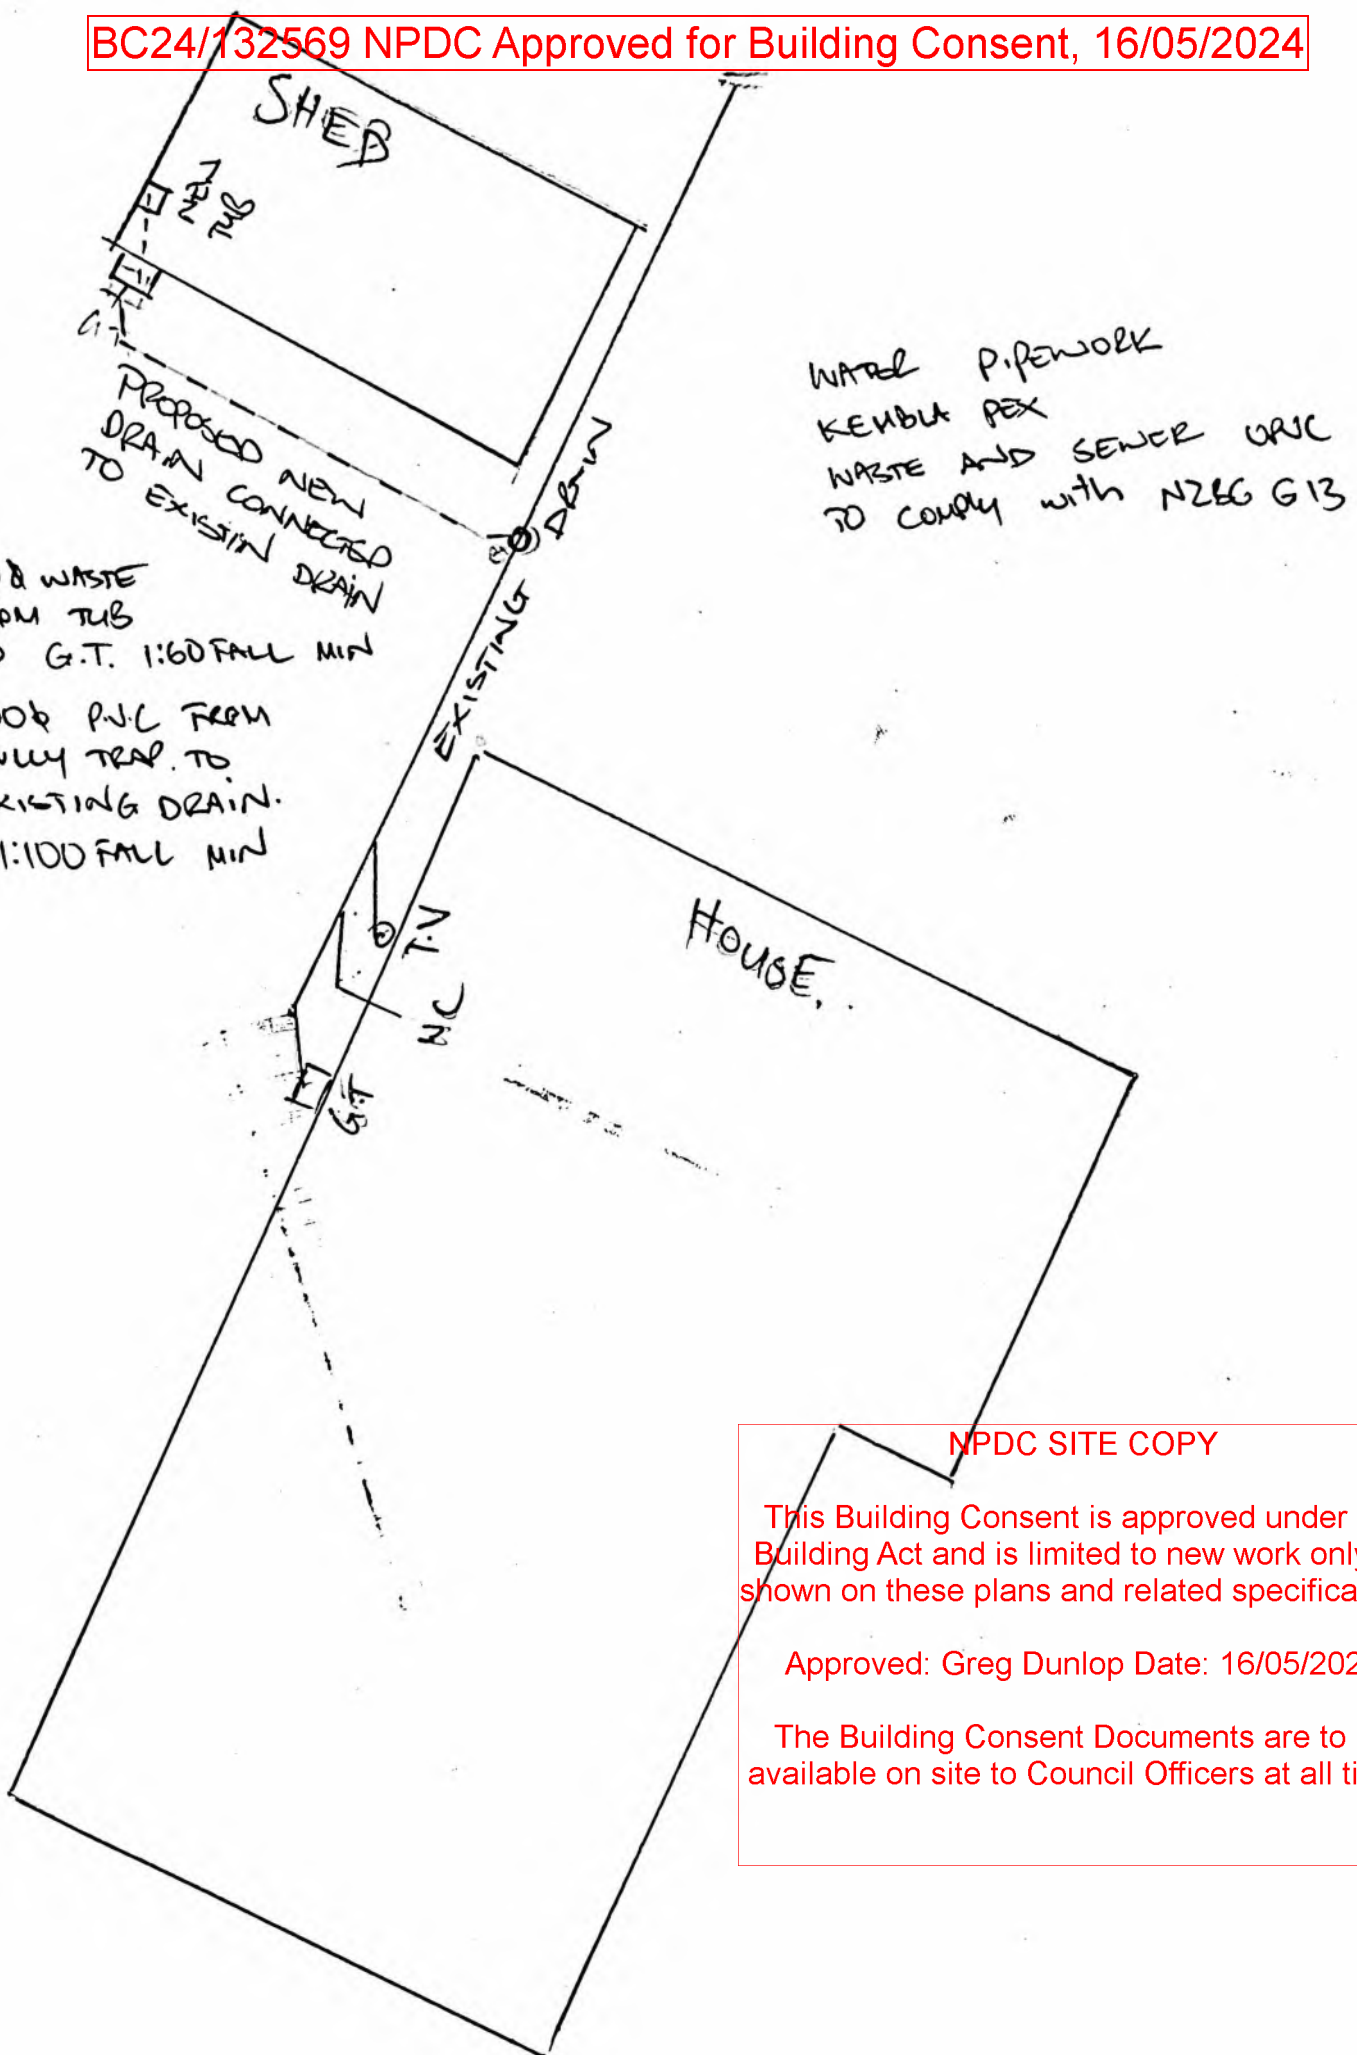 BC24/132569 NPDC Approved for Building Consent, 16/05/2024
SHED
TUB
G.T
PROPOSED NEW
DRAIN CONNECTED
TO EXISTIN DRAIN
WATER PIPEWORK
KEMBLA PEX
WASTE AND SEWER UPVC
TO COMPLY with NZBC G13
EXISTING DRAIN
WASTE
TUB
G.T. 1:60 FALL MIN
P.V.C FROM
TRAP. TO
DRAIN.
1:100 FALL MIN
T.V
WC
G.T
HOUSE.
NPDC SITE COPY
This Building Consent is approved under
Building Act and is limited to new work only
shown on these plans and related specifica
Approved: Greg Dunlop Date: 16/05/202
The Building Consent Documents are to
available on site to Council Officers at all ti